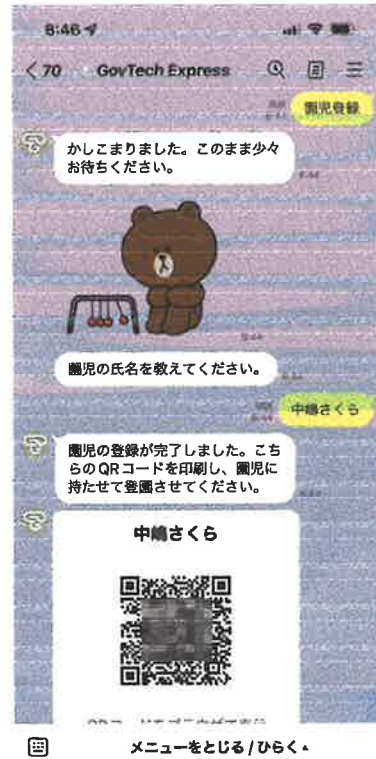 8:46
70 GovTech Express
園児登録
かしこまりました。このまま少々
お待ちください。
園児の氏名を教えてください。
中嶋さくら
園児の登録が完了しました。こち
らのQRコードを印刷し、園児に
持たせて登園させてください。
中嶋さくら
メニューをとじる / ひらく